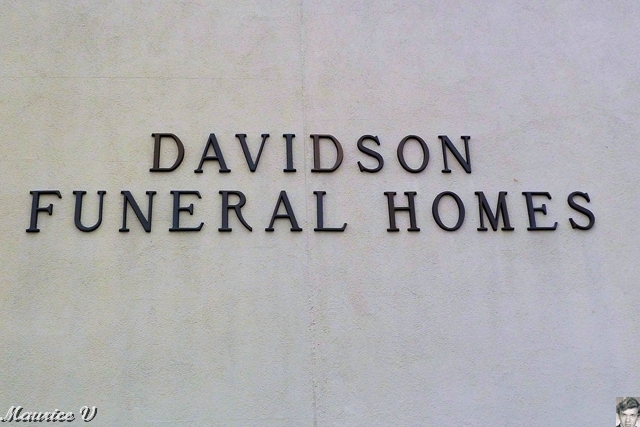 DAVIDSON
FUNERAL HOMES
Maurice V